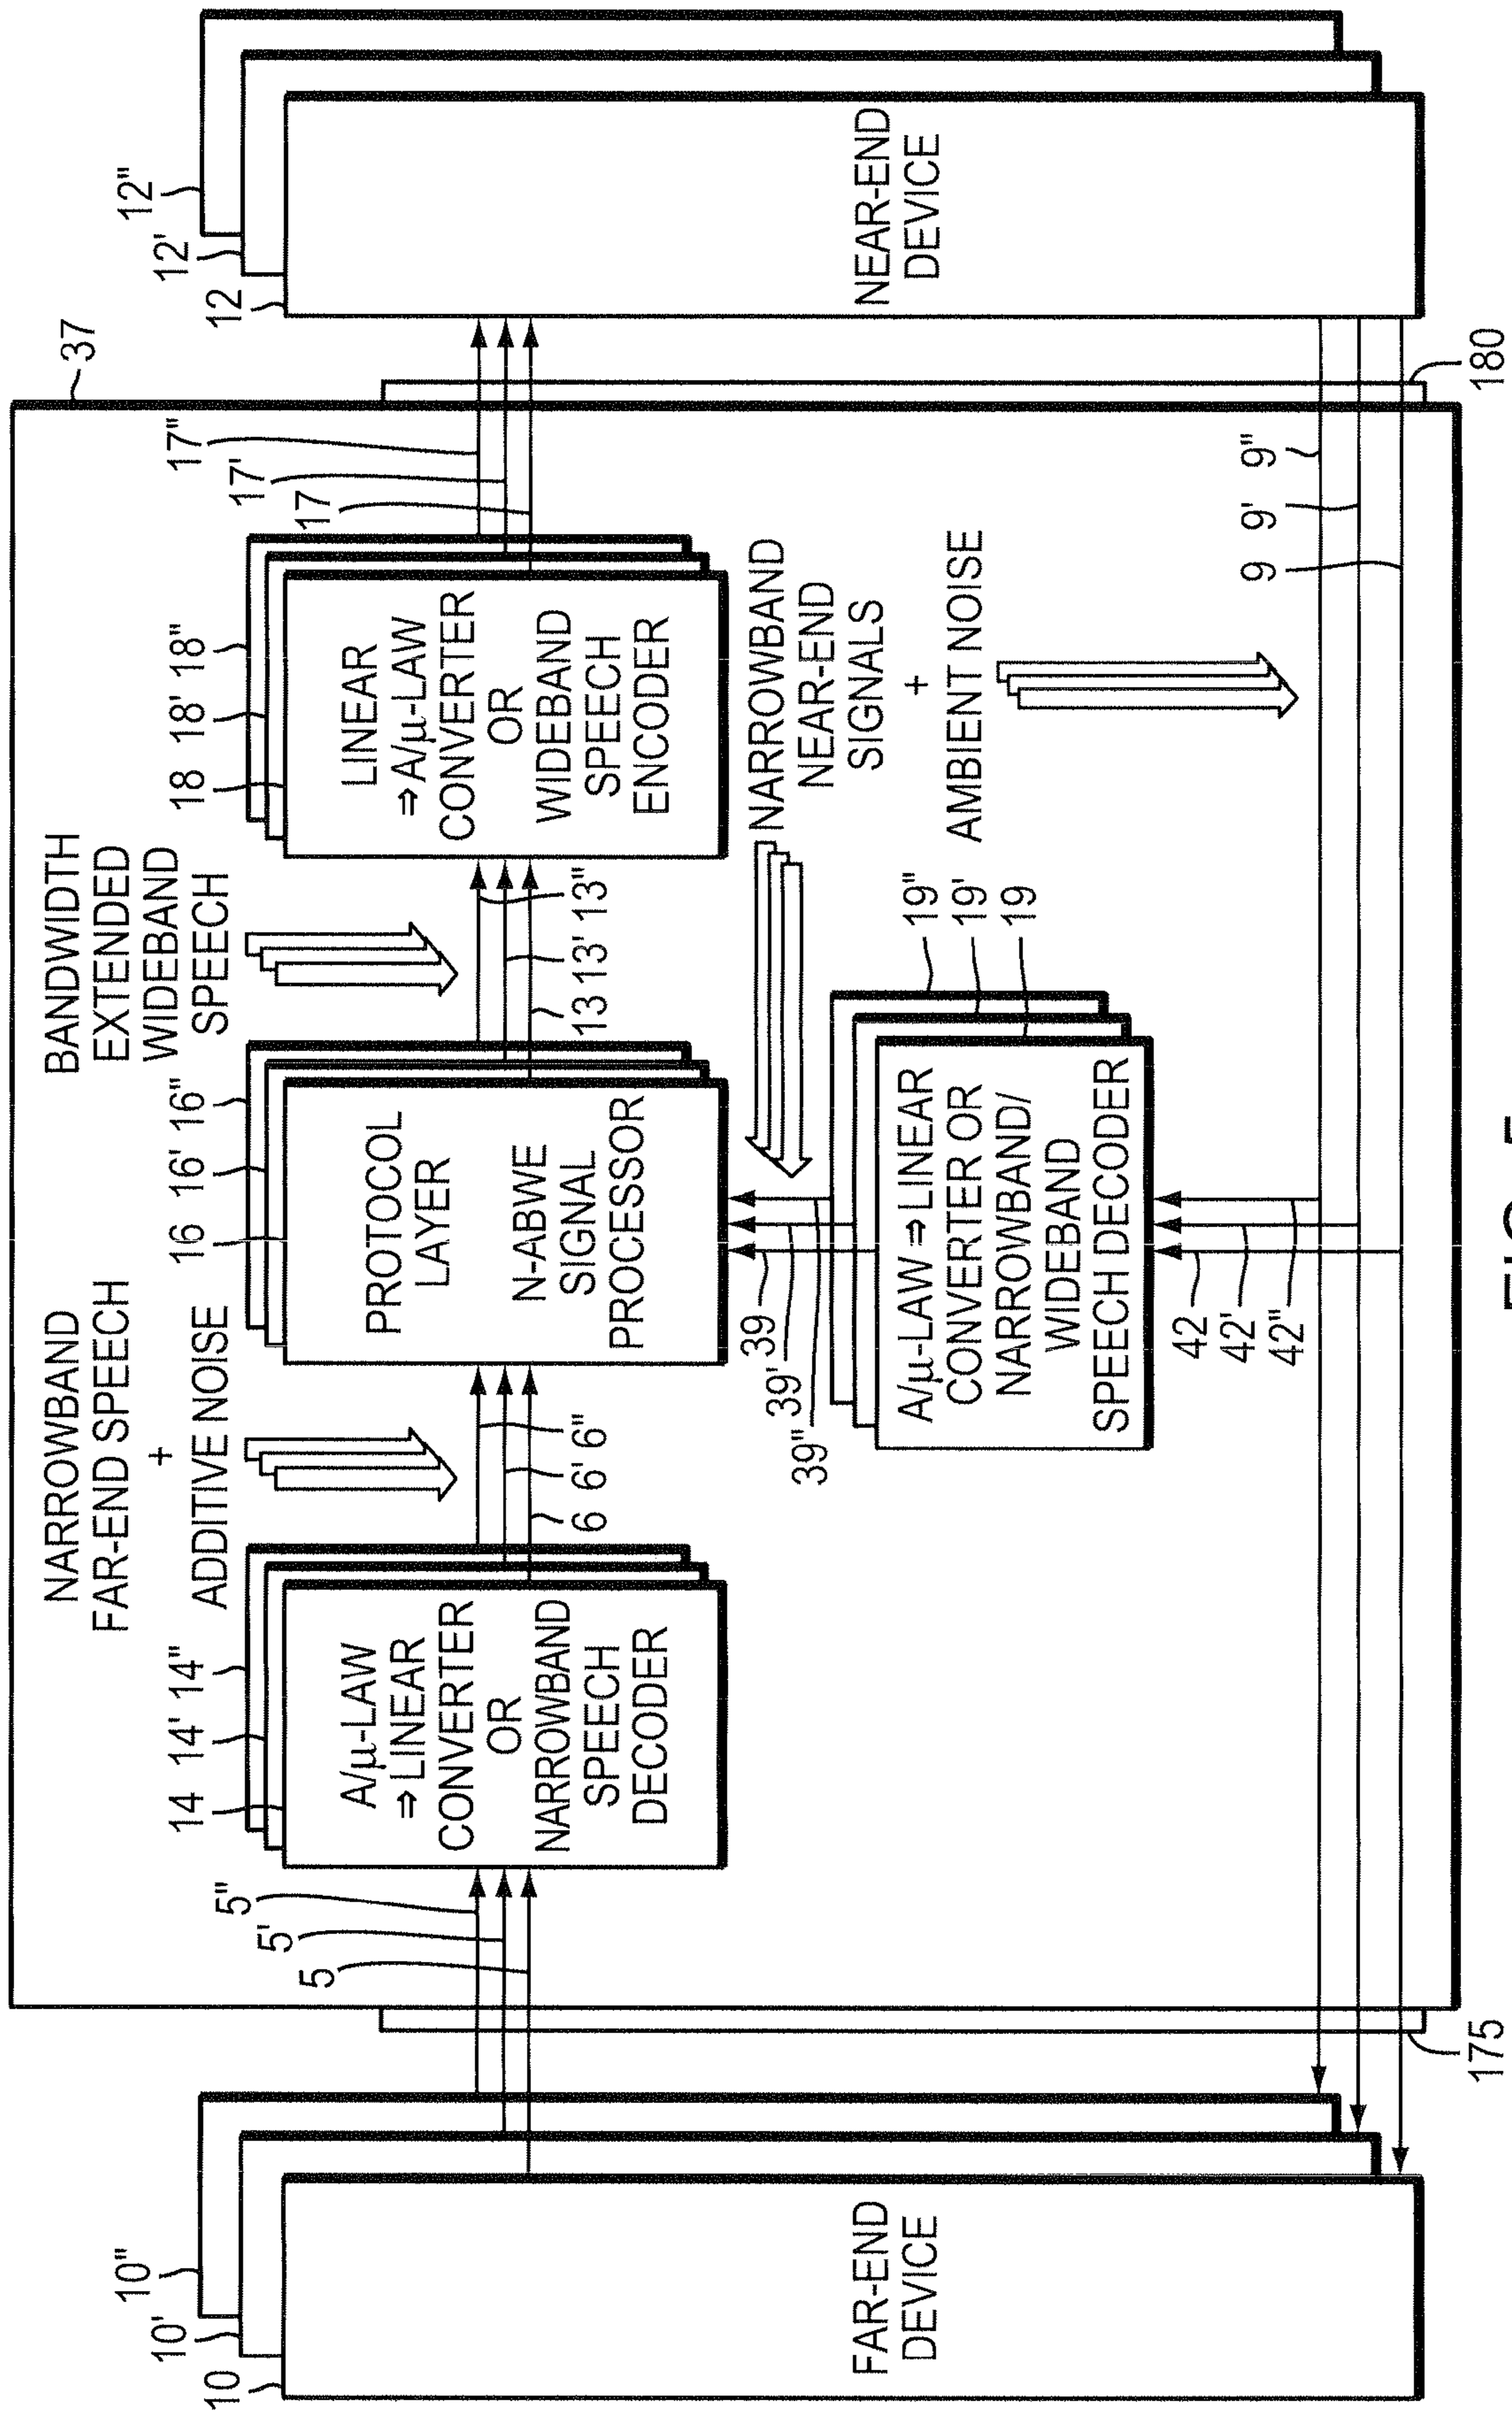 37
NARROWBAND
FAR-END SPEECH
+
ADDITIVE NOISE
BANDWIDTH
EXTENDED
WIDEBAND
SPEECH
10"
10'
10
12"
12'
12
5"
5'
5
14 14' 14"
A/µ-LAW
⇒LINEAR
CONVERTER
OR
NARROWBAND
SPEECH
DECODER
6 6' 6"
16 16' 16"
PROTOCOL
LAYER
N-ABWE
SIGNAL
PROCESSOR
13 13' 13"
18 18' 18"
LINEAR
⇒A/µ-LAW
CONVERTER
OR
WIDEBAND
SPEECH
ENCODER
17"
17'
17
39
39'
39"
NARROWBAND
NEAR-END
SIGNALS
+
AMBIENT NOISE
FAR-END
DEVICE
NEAR-END
DEVICE
19"
19'
19
A/µ-LAW⇒LINEAR
CONVERTER OR
NARROWBAND/
WIDEBAND
SPEECH DECODER
42
42'
42"
9"
9'
9
175
180